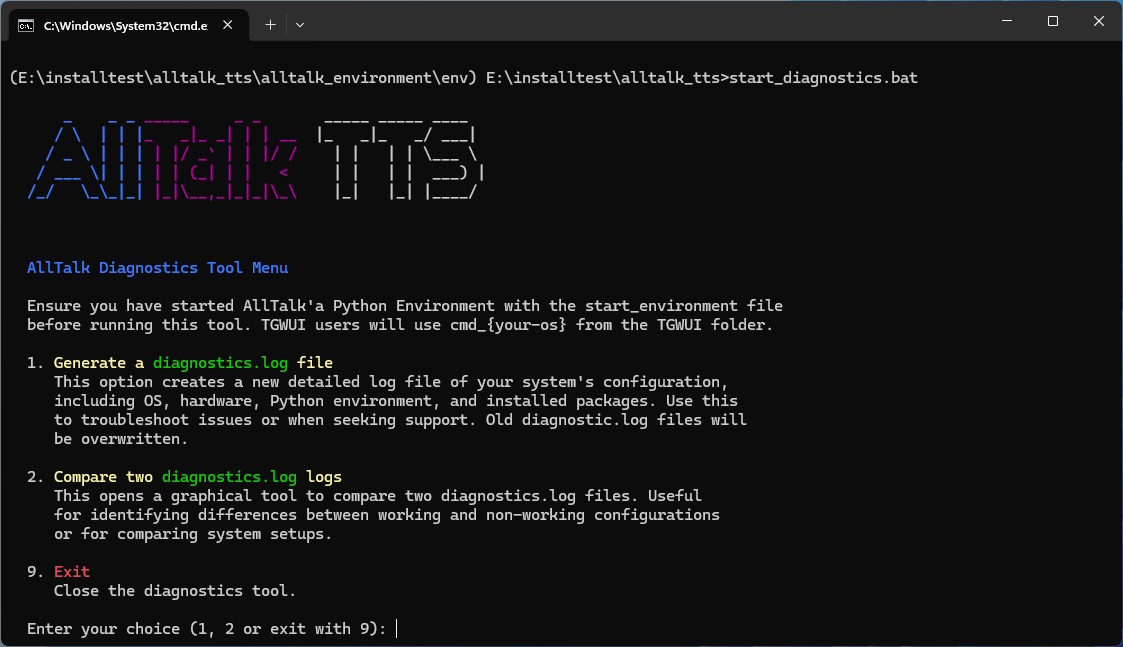 C:\Windows\System32\cmd.e
(E:\installtest\alltalk_tts\alltalk_environment\env) E:\installtest\alltalk_tts>start_diagnostics.bat
AllTalk TTS
AllTalk Diagnostics Tool Menu
Ensure you have started AllTalk'a Python Environment with the start_environment file
before running this tool. TGWUI users will use cmd_{your-os} from the TGWUI folder.
1. Generate a diagnostics.log file
This option creates a new detailed log file of your system's configuration,
including OS, hardware, Python environment, and installed packages. Use this
to troubleshoot issues or when seeking support. Old diagnostic.log files will
be overwritten.
2. Compare two diagnostics.log logs
This opens a graphical tool to compare two diagnostics.log files. Useful
for identifying differences between working and non-working configurations
or for comparing system setups.
9. Exit
Close the diagnostics tool.
Enter your choice (1, 2 or exit with 9):